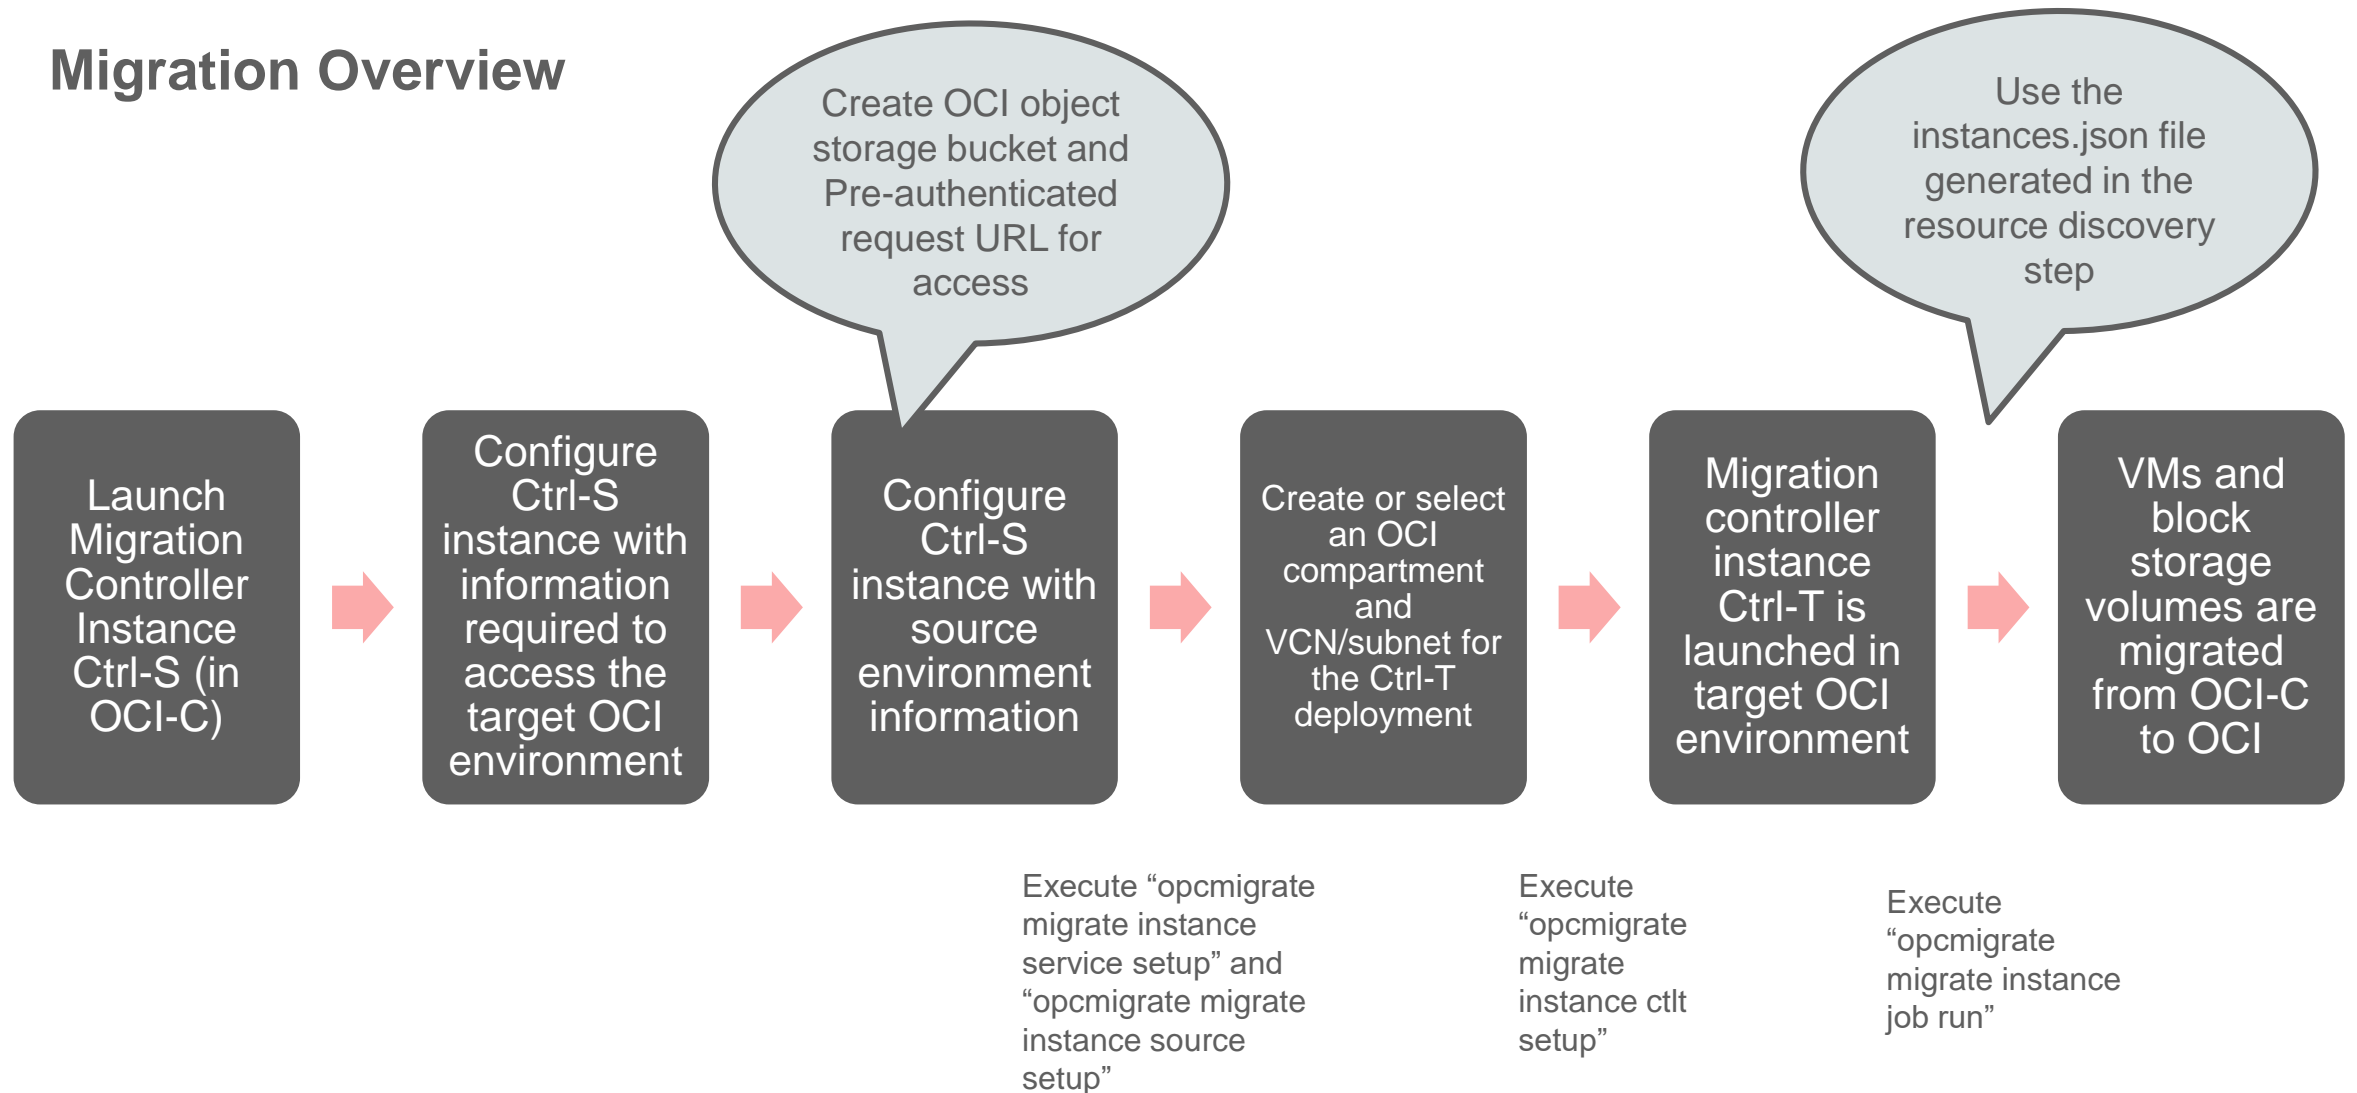 Migration Overview
Create OCI object
storage bucket and
Pre-authenticated
request URL for
access
Use the
instances.json file
generated in the
resource discovery
step
Launch
Migration
Controller
Instance
Ctrl-S (in
OCI-C)
Configure
Ctrl-S
instance with
information
required to
access the
target OCI
environment
Configure
Ctrl-S
instance with
source
environment
information
Create or select
an OCI
compartment
and
VCN/subnet for
the Ctrl-T
deployment
Migration
controller
instance
Ctrl-T is
launched in
target OCI
environment
VMs and
block
storage
volumes are
migrated
from OCI-C
to OCI
Execute “opcmigrate
migrate instance
service setup” and
“opcmigrate migrate
instance source
setup”
Execute
“opcmigrate
migrate
instance ctlt
setup”
Execute
“opcmigrate
migrate instance
job run”